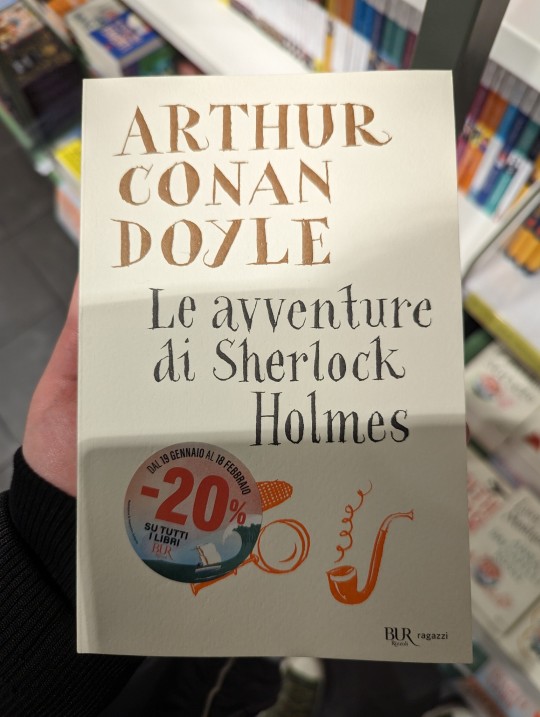 ARTHUR
CONAN
DOYLE
Le avventure
di Sherlock
Holmes
DAL 19 GENNAIO AL 18 FEBBRAIO
-20%
SU TUTTI
I LIBRI
BUR
BUR ragazzi
Rizzoli